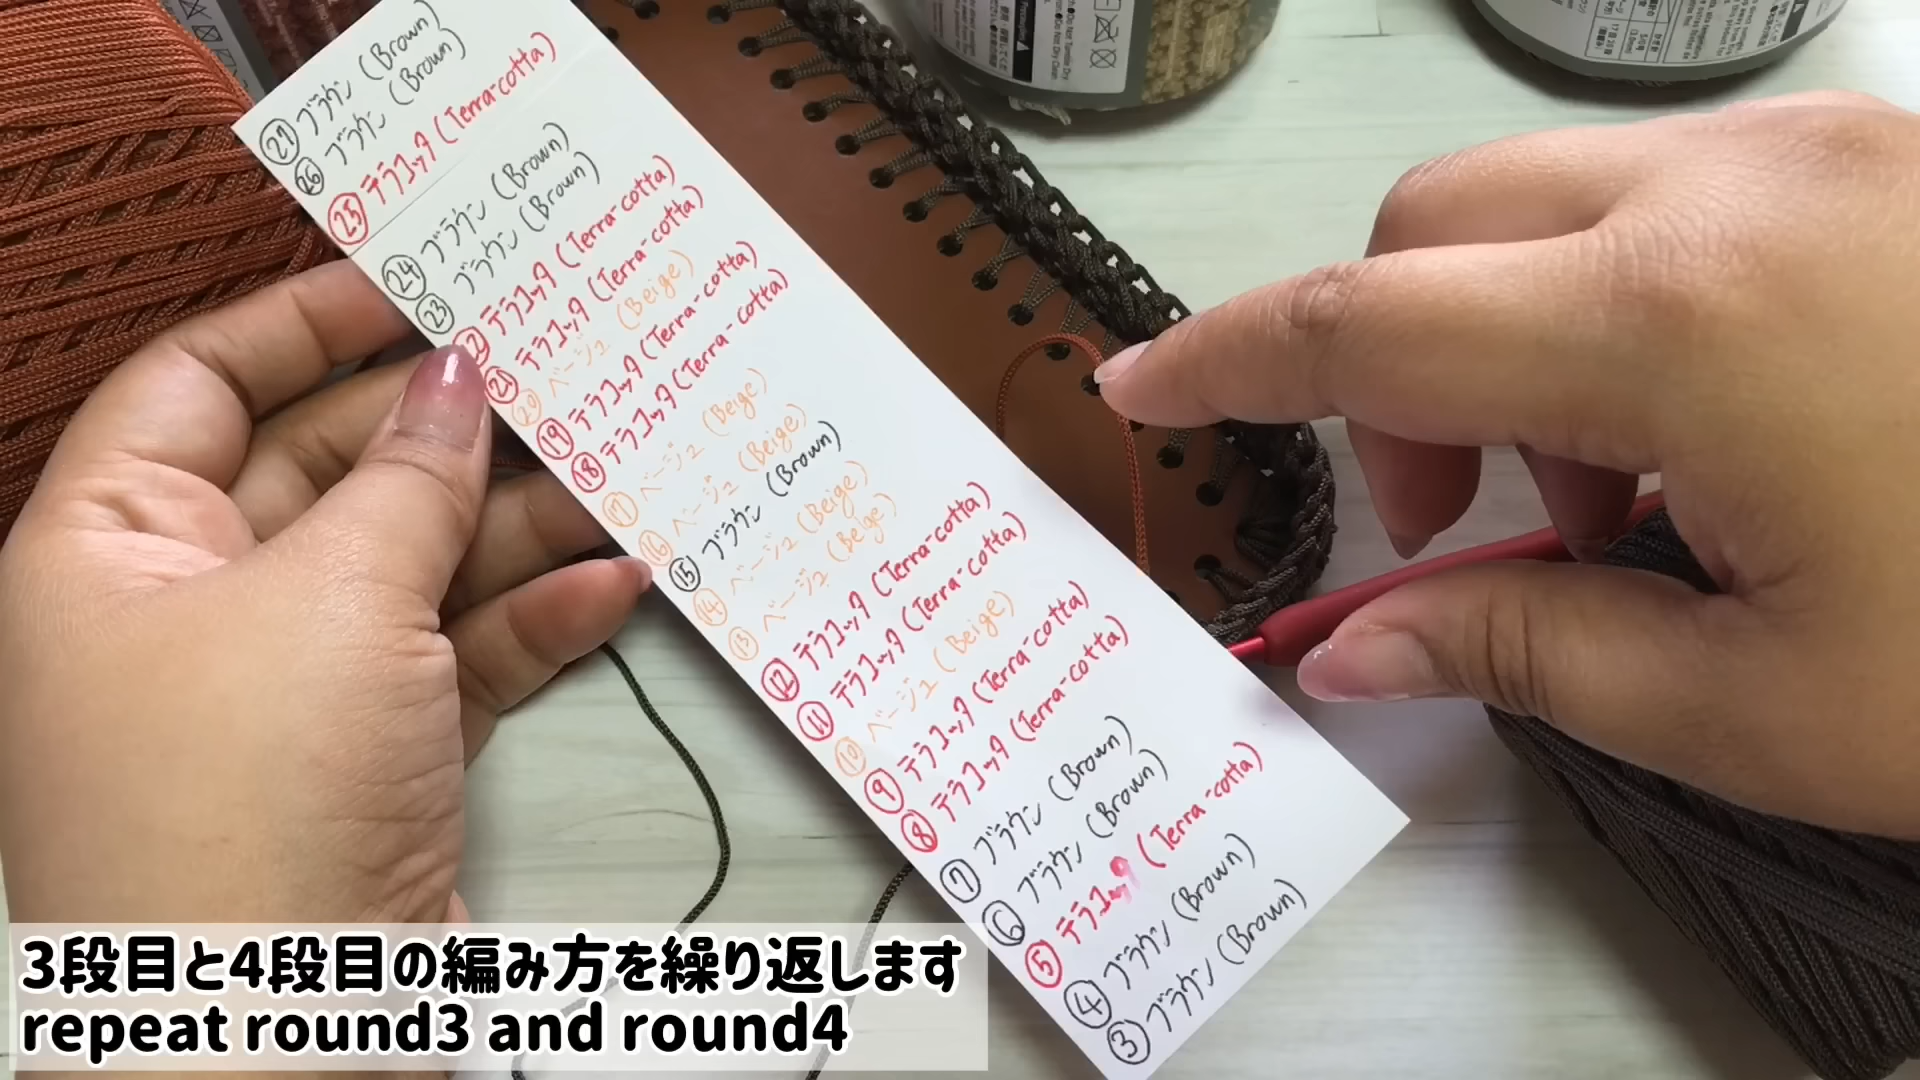 ㉗ ブラウン (Brown)
㉖ ブラウン (Brown)
㉕ テラコッタ (Terra-cotta)
㉔ ブラウン (Brown)
㉓ ブラウン (Brown)
テラコッタ (Terra-cotta)
㉑ テラコッタ (Terra-cotta)
⑳ ベージュ (Beige)
⑲ テラコッタ (Terra-cotta)
⑱ テラコッタ (Terra-cotta)
⑰ ベージュ (Beige)
⑯ ベージュ (Beige)
⑮ ブラウン (Brown)
⑭ ベージュ (Beige)
⑬ ベージュ (Beige)
⑫ テラコッタ (Terra-cotta)
⑪ テラコッタ (Terra-cotta)
⑩ ベージュ (Beige)
⑨ テラコッタ (Terra-cotta)
⑧ テラコッタ (Terra-cotta)
⑦ ブラウン (Brown)
⑥ ブラウン (Brown)
⑤ テラコッタ (Terra-cotta)
④ ブラウン (Brown)
③ ブラウン (Brown)
3段目と4段目の編み方を繰り返します
repeat round3 and round4